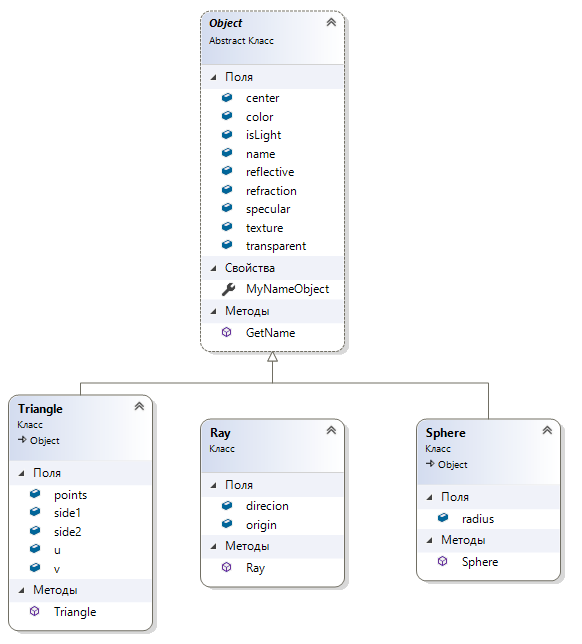 Object
Abstract Класс
Поля
center
color
isLight
name
reflective
refraction
specular
texture
transparent
Свойства
MyNameObject
Методы
GetName
Triangle
Класс
Object
Поля
points
side1
side2
u
v
Методы
Triangle
Ray
Класс
Поля
direcion
origin
Методы
Ray
Sphere
Класс
Object
Поля
radius
Методы
Sphere